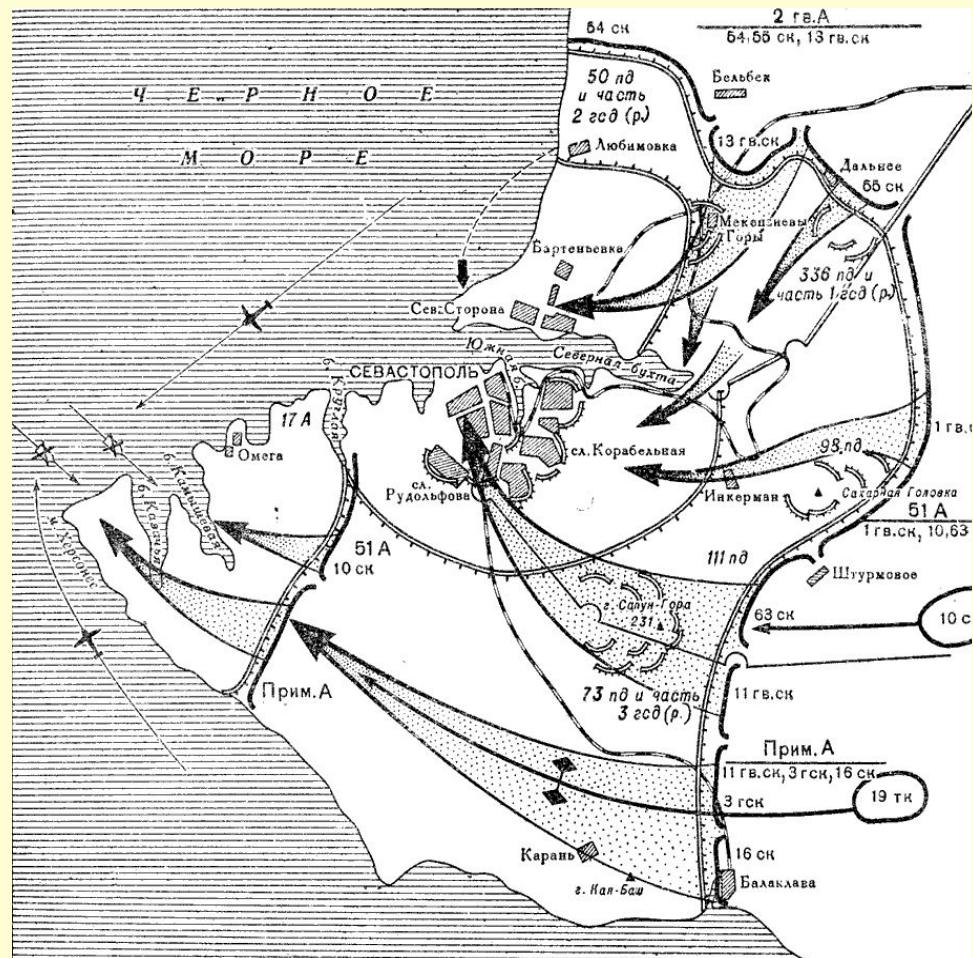 2 гв.А
54,55 ск, 13 гв.ск
54 ск
50 пд
и часть
2 гсд (р.)
Бельбек
ЧЕРНОЕ
МОРЕ
Любимовка
13 гв.ск
Дальнее
55 ск
Мекензиевы
Горы
Бартеньевка
336 пд и
часть 1 гсд (р.)
Сев. Сторона
Южная б.
Северная бухта
СЕВАСТОПОЛЬ
б. Круглая
17 А
Омега
сл. Корабельная
сл.
Рудольфова
98 пд
1 гв.
Инкерман
Сахарная Головка
51 А
1 гв.ск, 10,63
б. Камышевая
б. Казачья
м. Херсонес
51 А
10 ск
111 пд
Штурмовое
г. Сапун-Гора
231
63 ск
10 с
Прим. А
73 пд и часть
3 гсд (р.)
11 гв.ск
Прим. А
11 гв.ск, 3 гск, 16 ск
3 гск
19 тк
Карань
16 ск
г. Кая-Баш
Балаклава